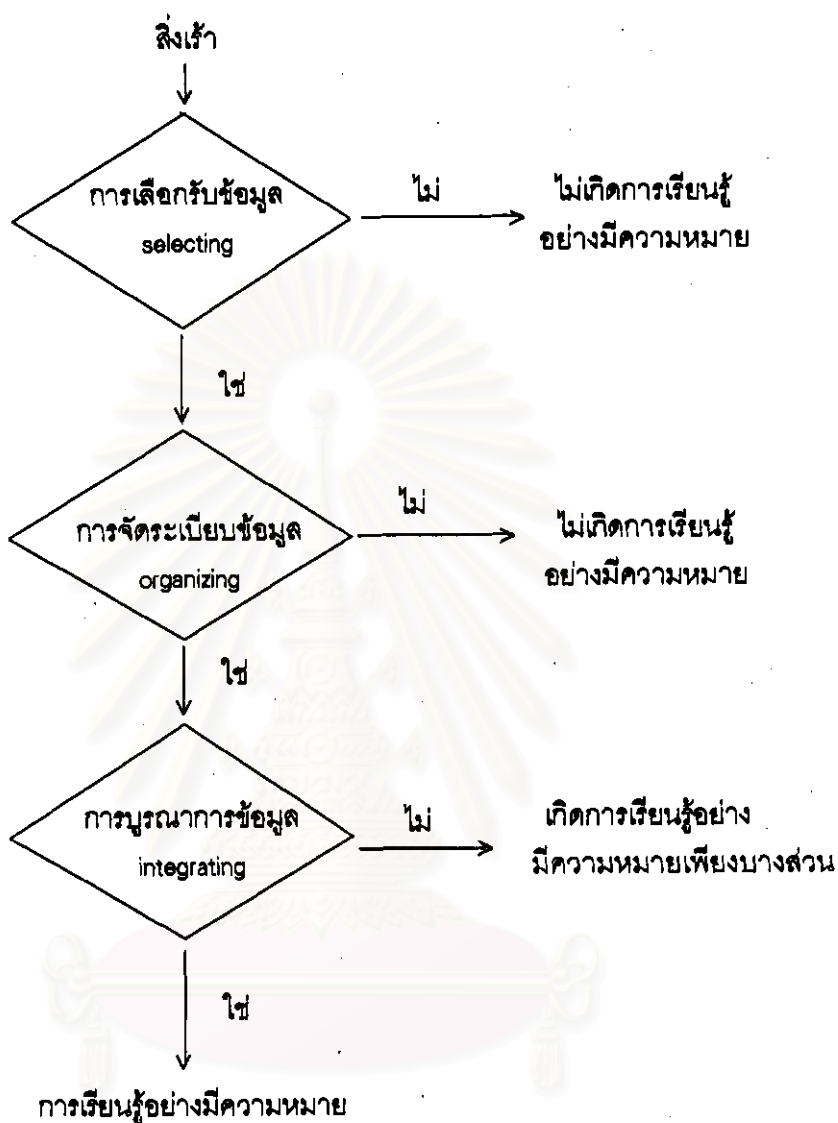 สิ่งเร้า
การเลือกรับข้อมูล
selecting
ไม่
ไม่เกิดการเรียนรู้
อย่างมีความหมาย
ใช่
การจัดระเบียบข้อมูล
organizing
ไม่
ไม่เกิดการเรียนรู้
อย่างมีความหมาย
ใช่
การบูรณาการข้อมูล
integrating
ไม่
เกิดการเรียนรู้อย่าง
มีความหมายเพียงบางส่วน
ใช่
การเรียนรู้อย่างมีความหมาย